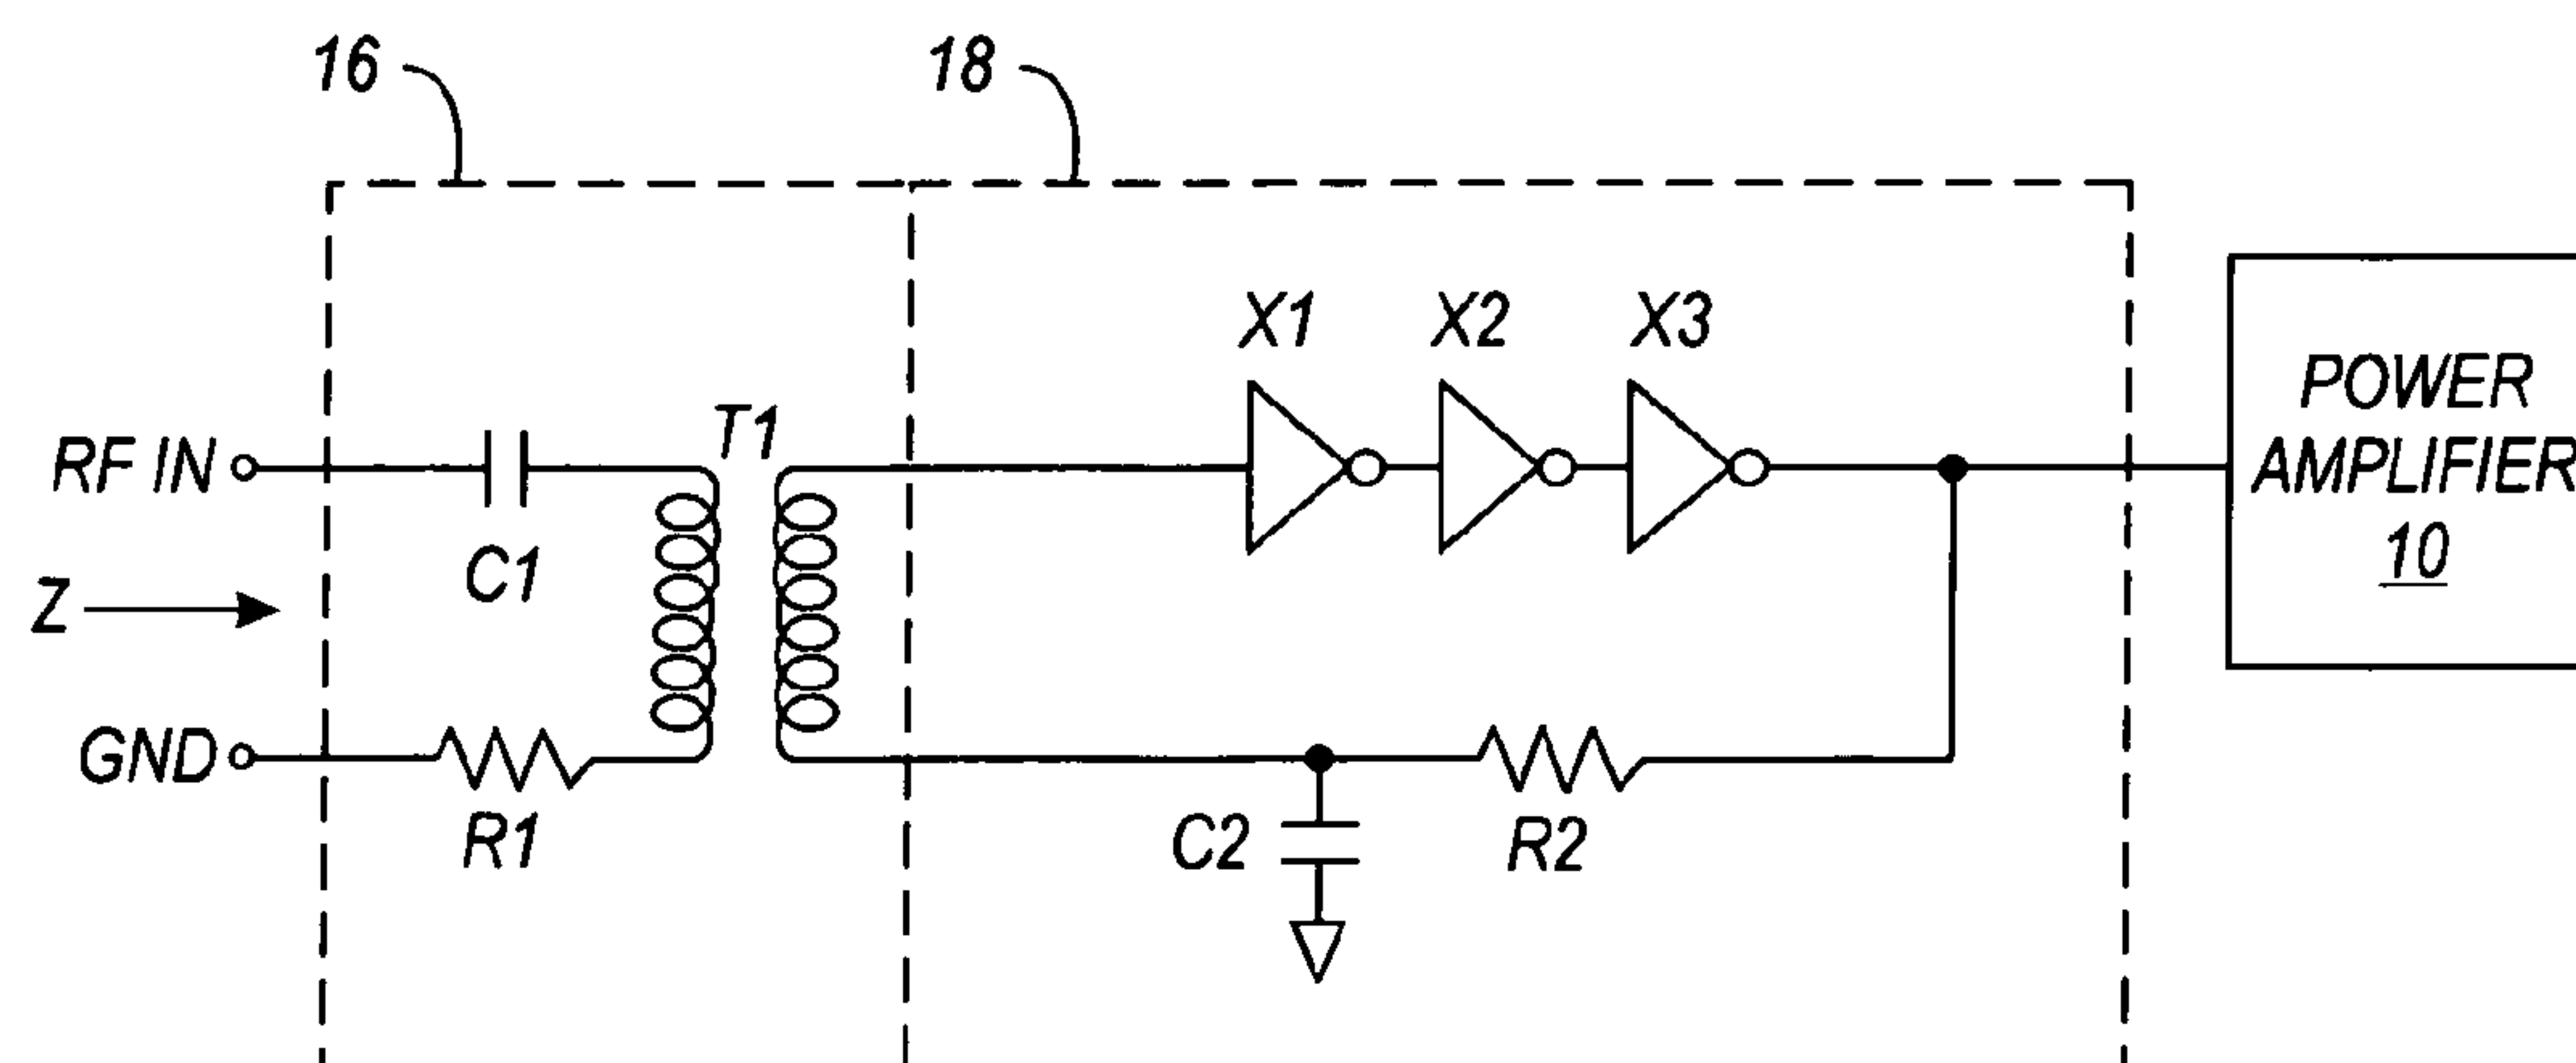 16
18
X1 X2 X3
RF IN
T1
C1
Z
GND
R1
C2
R2
POWER
AMPLIFIER
10